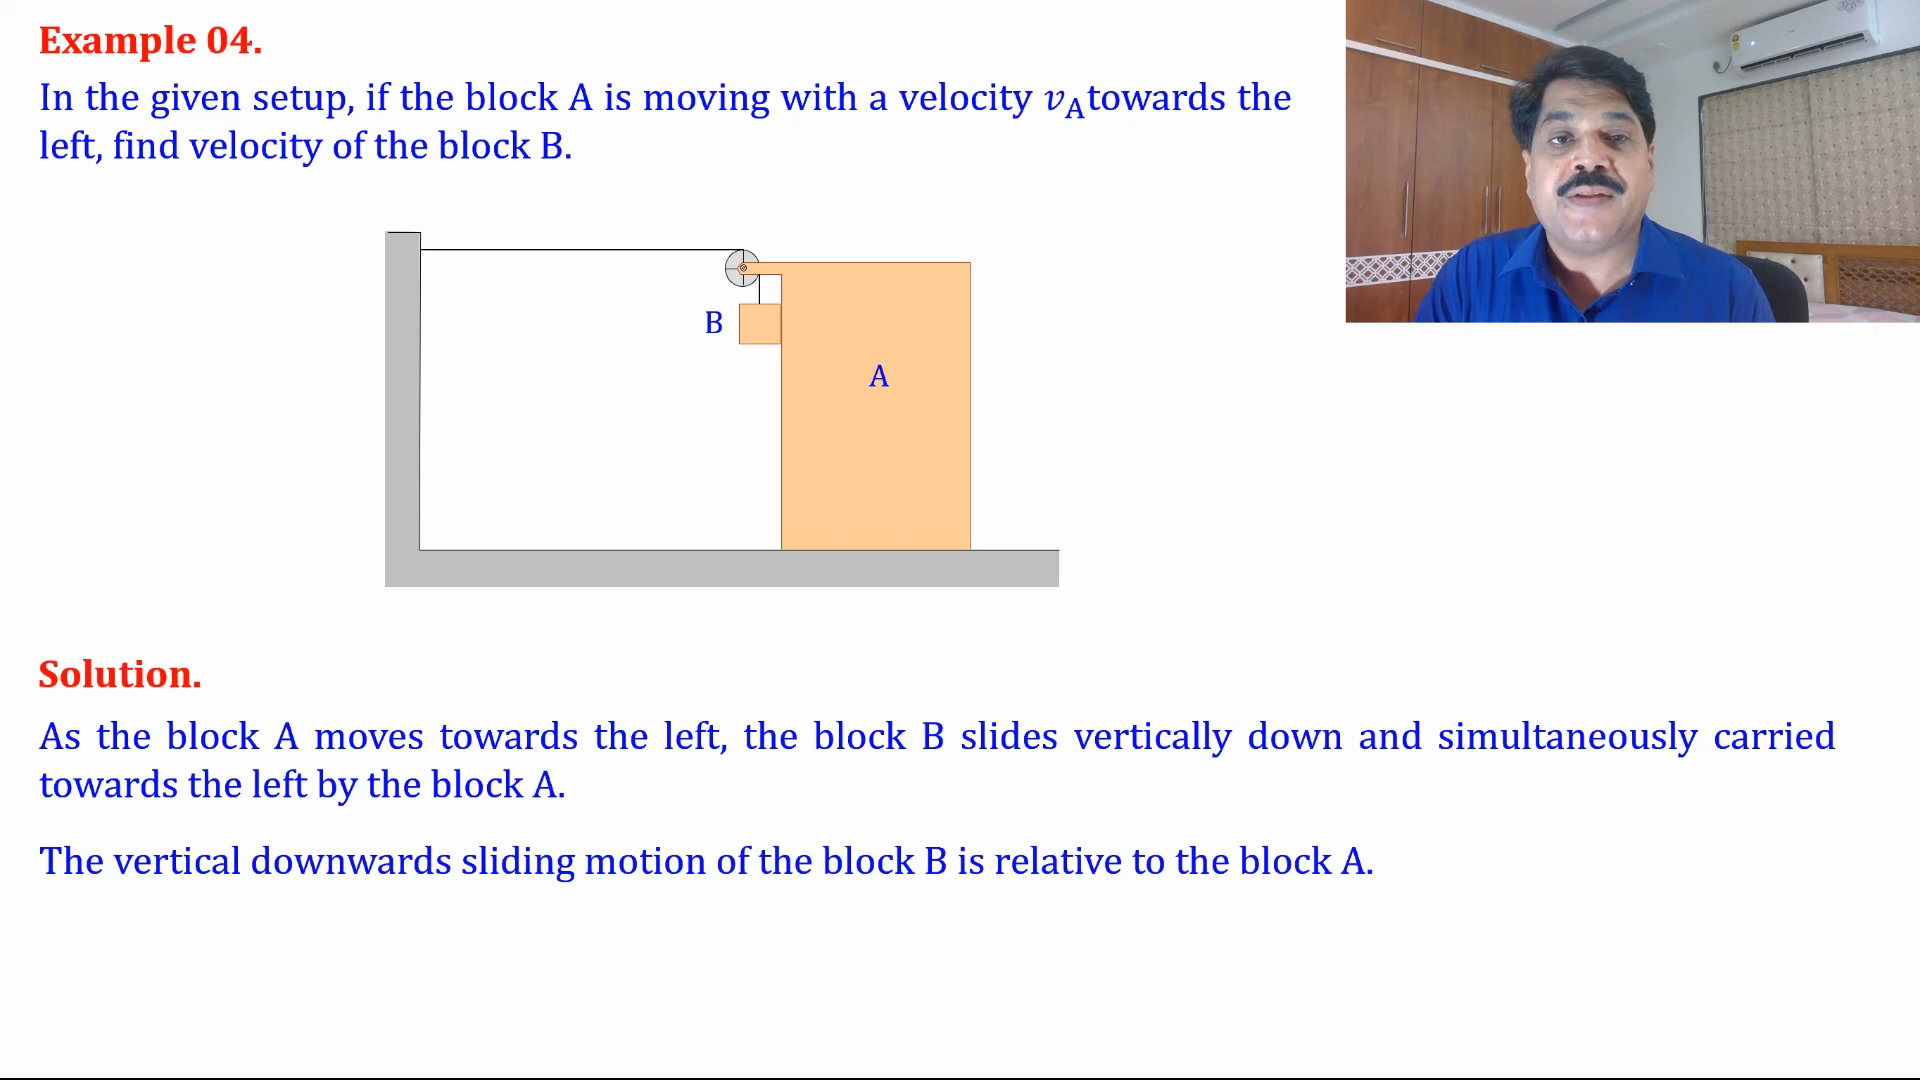 Example 04.
In the given setup, if the block A is moving with a velocity v_A towards the
left, find velocity of the block B.
B
A
Solution.
As the block A moves towards the left, the block B slides vertically down and simultaneously carried
towards the left by the block A.
The vertical downwards sliding motion of the block B is relative to the block A.